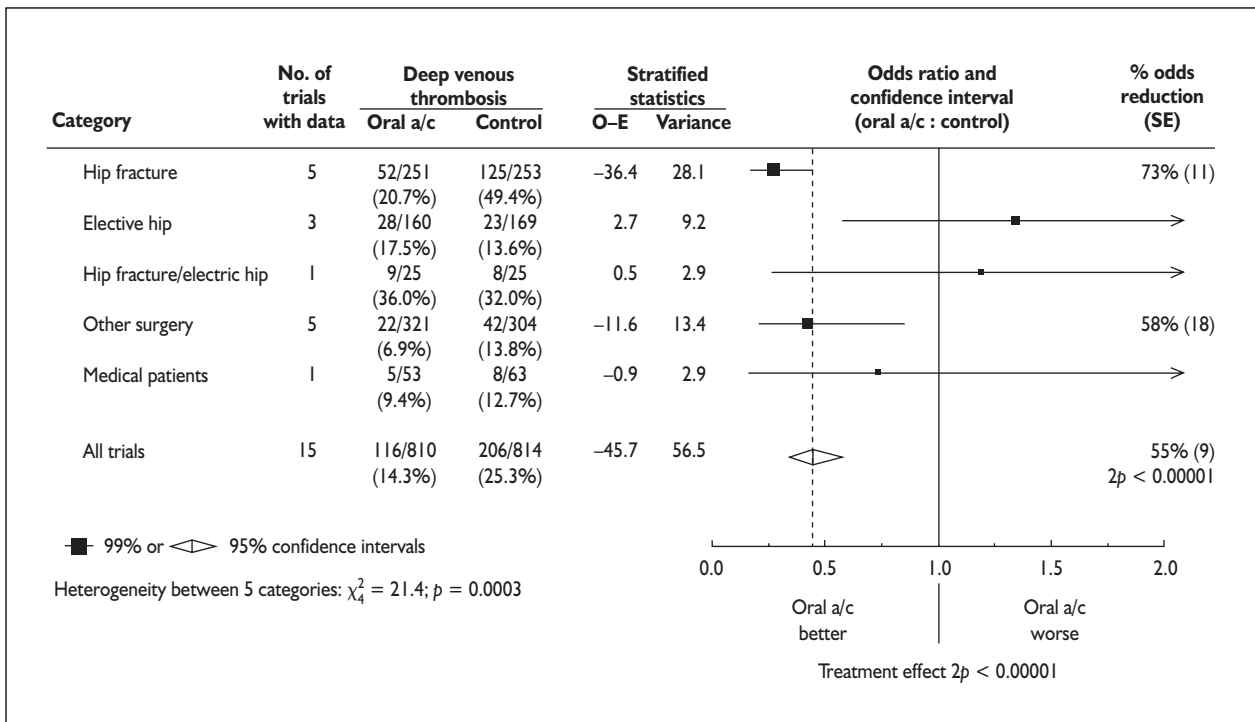 No. of Deep venous Stratified Odds ratio and % odds
trials thrombosis statistics confidence interval reduction
Category with data Oral a/c Control O–E Variance (oral a/c : control) (SE)
Hip fracture 5 52/251 125/253 –36.4 28.1 73% (11)
(20.7%) (49.4%)
Elective hip 3 28/160 23/169 2.7 9.2
(17.5%) (13.6%)
Hip fracture/electric hip 1 9/25 8/25 0.5 2.9
(36.0%) (32.0%)
Other surgery 5 22/321 42/304 –11.6 13.4 58% (18)
(6.9%) (13.8%)
Medical patients 1 5/53 8/63 –0.9 2.9
(9.4%) (12.7%)
All trials 15 116/810 206/814 –45.7 56.5 55% (9)
(14.3%) (25.3%) 2p < 0.00001
99% or 95% confidence intervals
0.0 0.5 1.0 1.5 2.0
Heterogeneity between 5 categories: χ²₄ = 21.4; p = 0.0003
Oral a/c Oral a/c
better worse
Treatment effect 2p < 0.00001